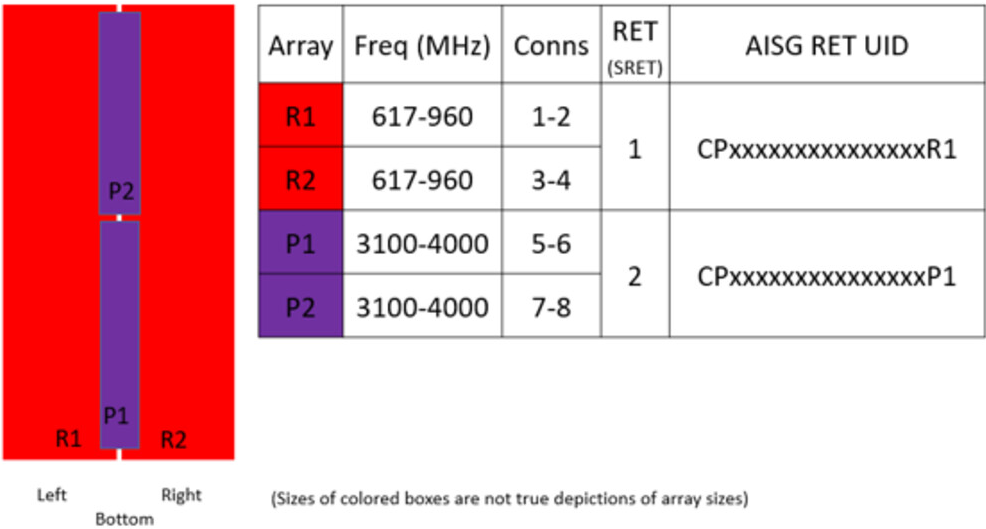 P2
P1
R1 R2
Left Right
Bottom
Array Freq (MHz) Conns RET (SRET) AISG RET UID
R1 617-960 1-2 1 CPxxxxxxxxxxxxxxxR1
R2 617-960 3-4
P1 3100-4000 5-6 2 CPxxxxxxxxxxxxxxxP1
P2 3100-4000 7-8
(Sizes of colored boxes are not true depictions of array sizes)